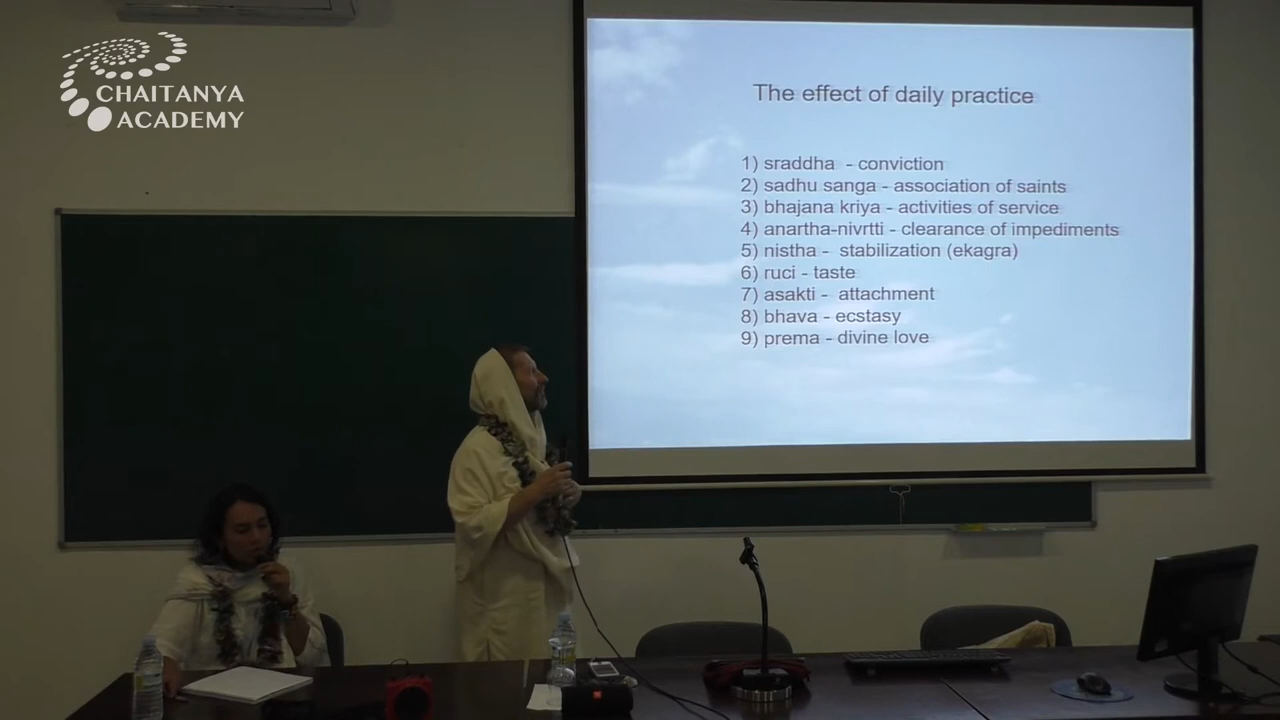 CHAITANYA
ACADEMY
The effect of daily practice
1) sraddha - conviction
2) sadhu sanga - association of saints
3) bhajana kriya - activities of service
4) anartha-nivrtti - clearance of impediments
5) nistha - stabilization (ekagra)
6) ruci - taste
7) asakti - attachment
8) bhava - ecstasy
9) prema - divine love